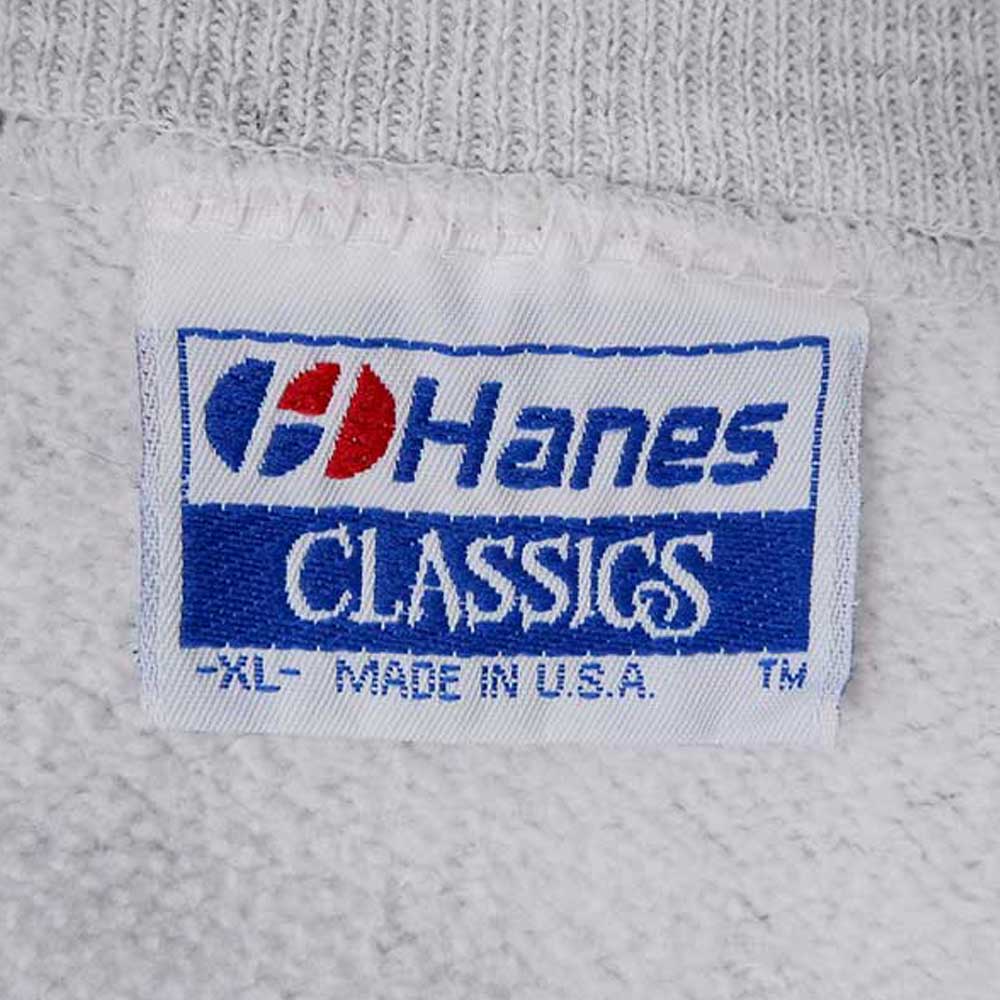 Hanes
CLASSICS
-XL- MADE IN U.S.A. TM